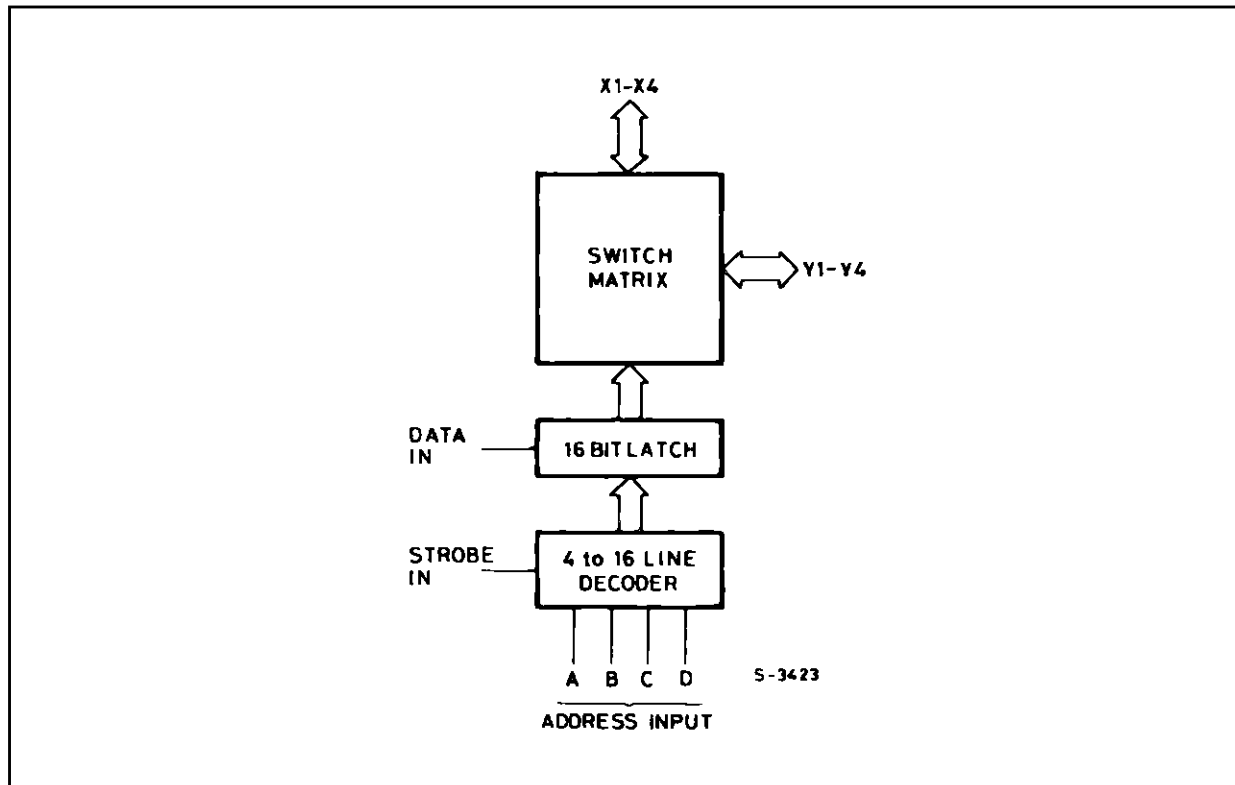 X1-X4
SWITCH
MATRIX
Y1-Y4
DATA
IN
16 BIT LATCH
STROBE
IN
4 to 16 LINE
DECODER
A B C D
S-3423
ADDRESS INPUT